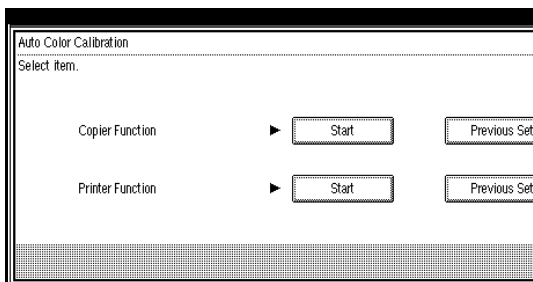 Auto Color Calibration
Select item.
Copier Function ► Start Previous Set
Printer Function ► Start Previous Set